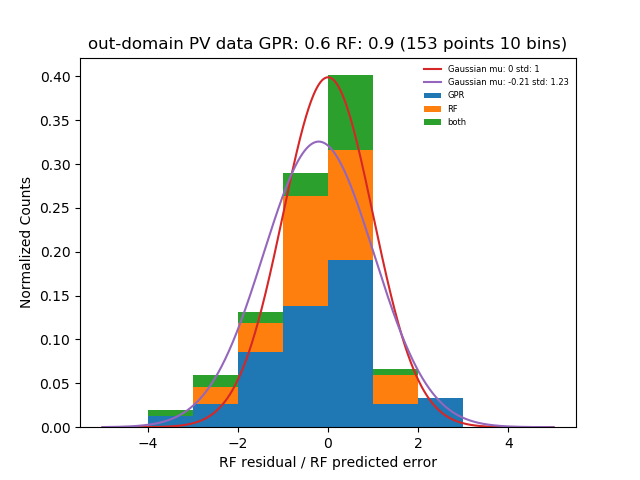 out-domain PV data GPR: 0.6 RF: 0.9 (153 points 10 bins)
Gaussian mu: 0 std: 1
Gaussian mu: -0.21 std: 1.23
GPR
RF
both
Normalized Counts
0.40
0.35
0.30
0.25
0.20
0.15
0.10
0.05
0.00
−4 −2 0 2 4
RF residual / RF predicted error